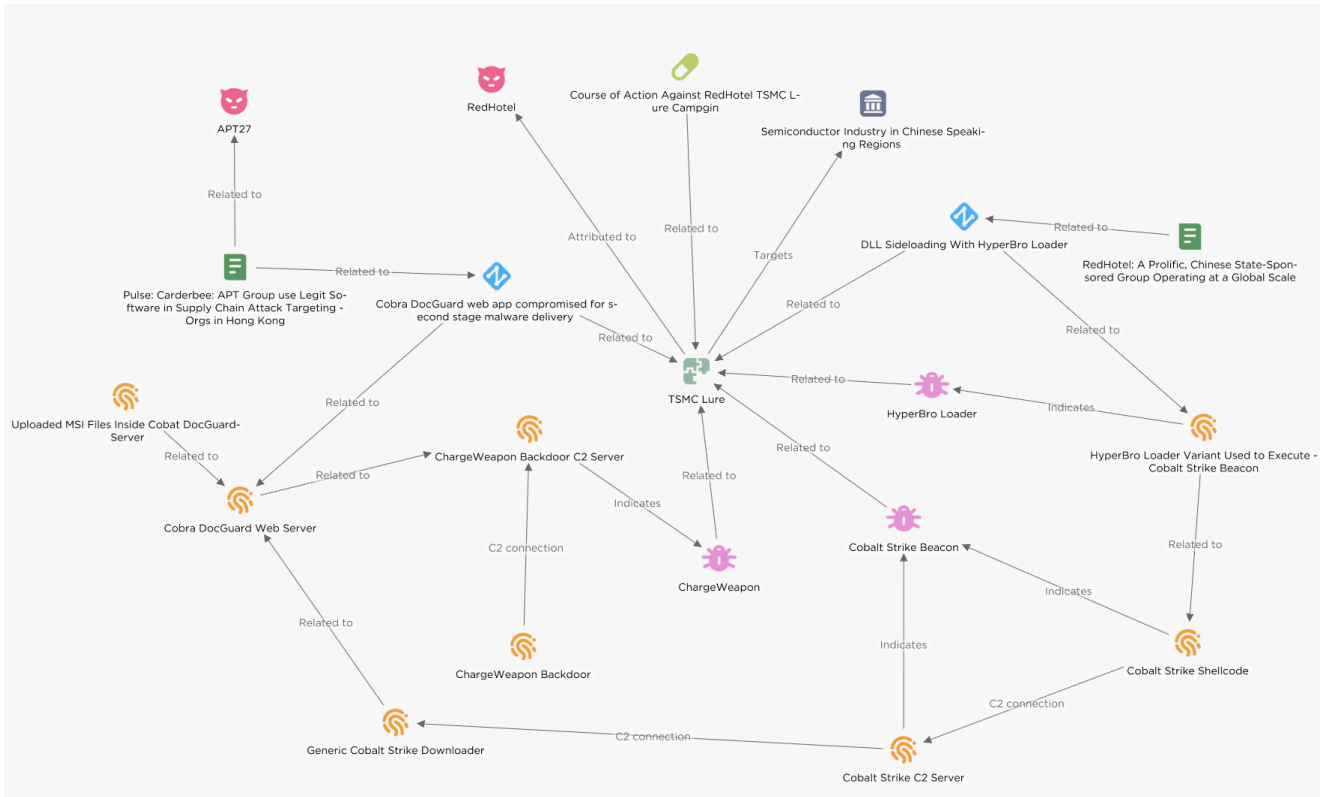 Course of Action Against RedHotel TSMC L-
ure Campgin
RedHotel
APT27
Semiconductor Industry in Chinese Speaki-
ng Regions
Related to
Attributed to
Related to
Targets
Related to
DLL Sideloading With HyperBro Loader
RedHotel: A Prolific, Chinese State-Spon-
sored Group Operating at a Global Scale
Related to
Pulse: Carderbee: APT Group use Legit So-
ftware in Supply Chain Attack Targeting -
Orgs in Hong Kong
Cobra DocGuard web app compromised for s-
econd stage malware delivery
Related to
Related to
Related to
Related to
TSMC Lure
Related to
HyperBro Loader
Indicates
Uploaded MSI Files Inside Cobat DocGuard-
Server
Related to
ChargeWeapon Backdoor C2 Server
Related to
Related to
HyperBro Loader Variant Used to Execute -
Cobalt Strike Beacon
Related to
Indicates
Cobra DocGuard Web Server
C2 connection
Cobalt Strike Beacon
Related to
ChargeWeapon
Indicates
Related to
Indicates
ChargeWeapon Backdoor
Cobalt Strike Shellcode
C2 connection
Generic Cobalt Strike Downloader
C2 connection
Cobalt Strike C2 Server